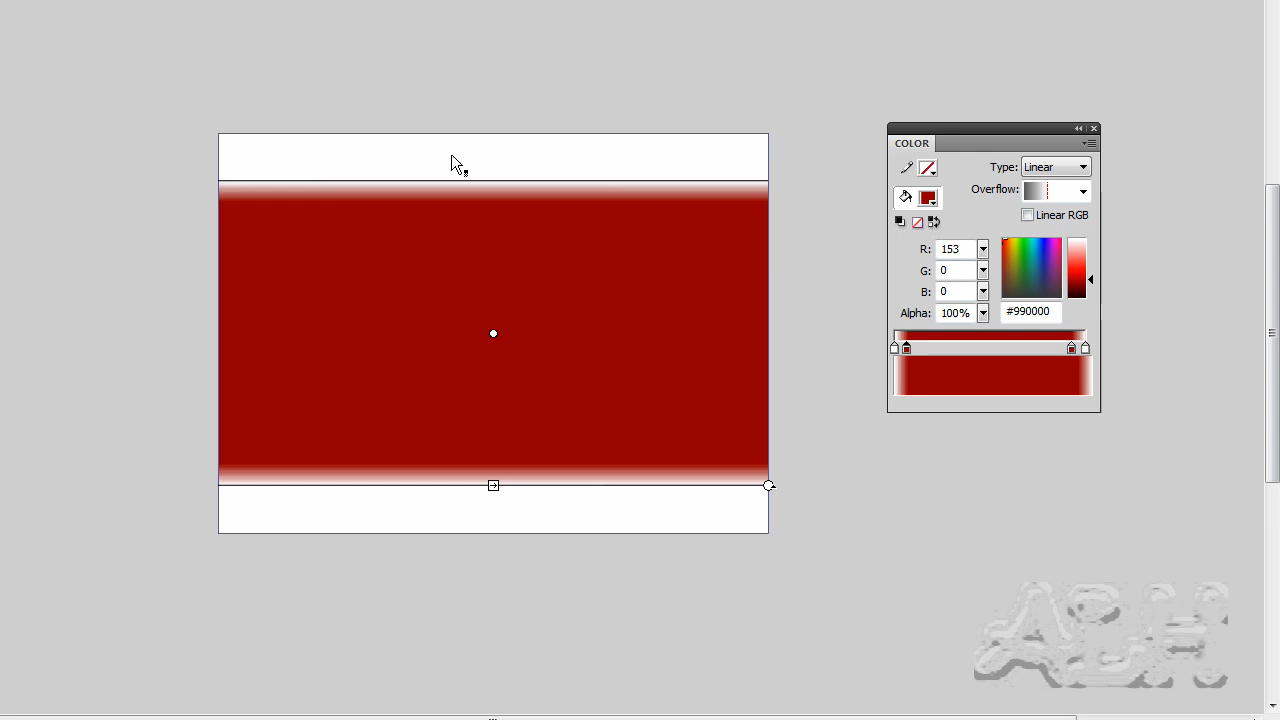 COLOR
Type: Linear
Overflow:
Linear RGB
R: 153
G: 0
B: 0
Alpha: 100% #990000